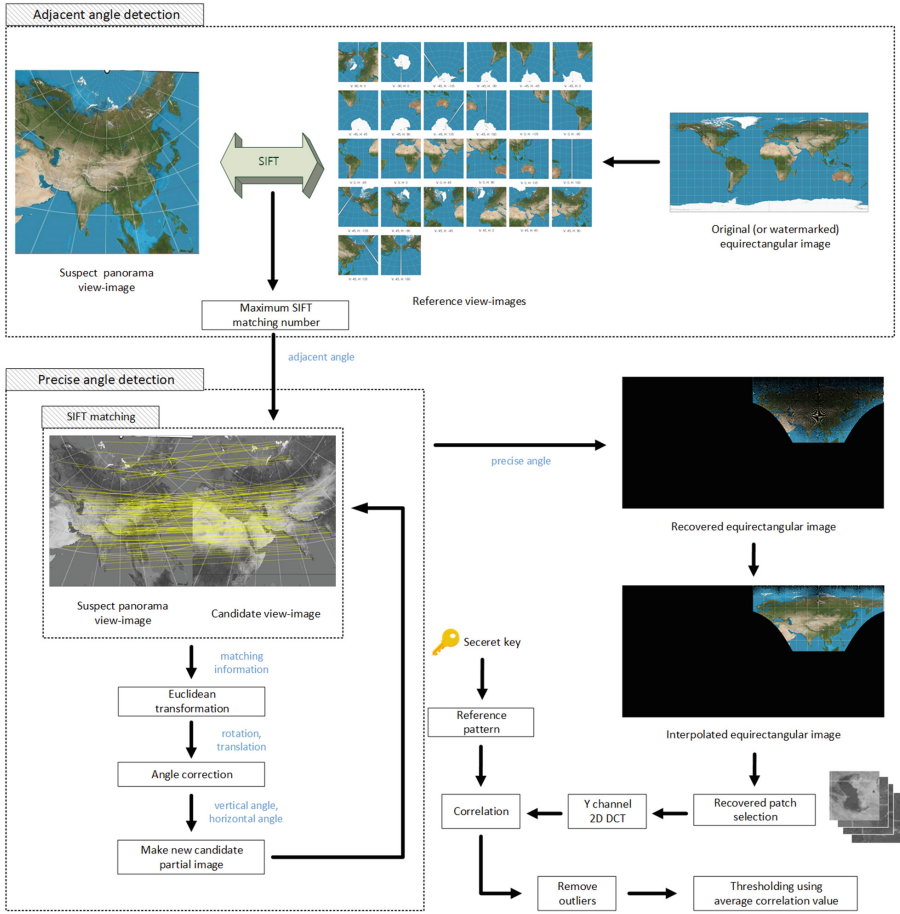 Adjacent angle detection
SIFT
Suspect panorama
view-image
Reference view-images
Original (or watermarked)
equirectangular image
Maximum SIFT
matching number
adjacent angle
Precise angle detection
SIFT matching
Suspect panorama
view-image
Candidate view-image
matching
information
Euclidean
transformation
rotation,
translation
Angle correction
vertical angle,
horizontal angle
Make new candidate
partial image
precise angle
Recovered equirectangular image
Interpolated equirectangular image
Seceret key
Reference
pattern
Correlation
Y channel
2D DCT
Recovered patch
selection
Remove
outliers
Thresholding using
average correlation value